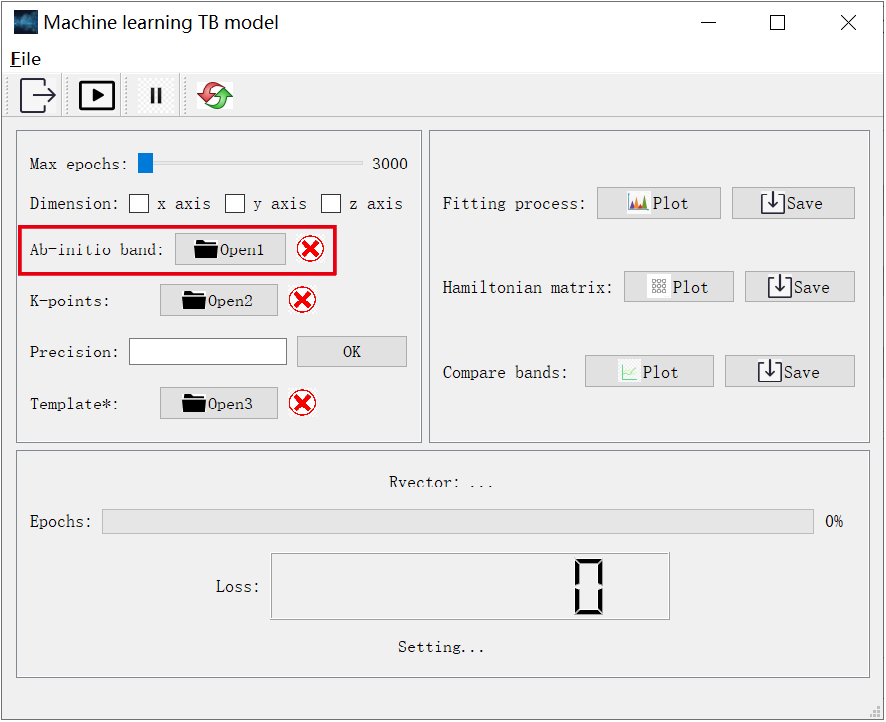 Machine learning TB model
File
Max epochs: 3000
Dimension: x axis y axis z axis
Ab-initio band: Open1
K-points: Open2
Precision: OK
Template*: Open3
Fitting process: Plot Save
Hamiltonian matrix: Plot Save
Compare bands: Plot Save
Rvector: ...
Epochs: 0%
Loss: 0
Setting...